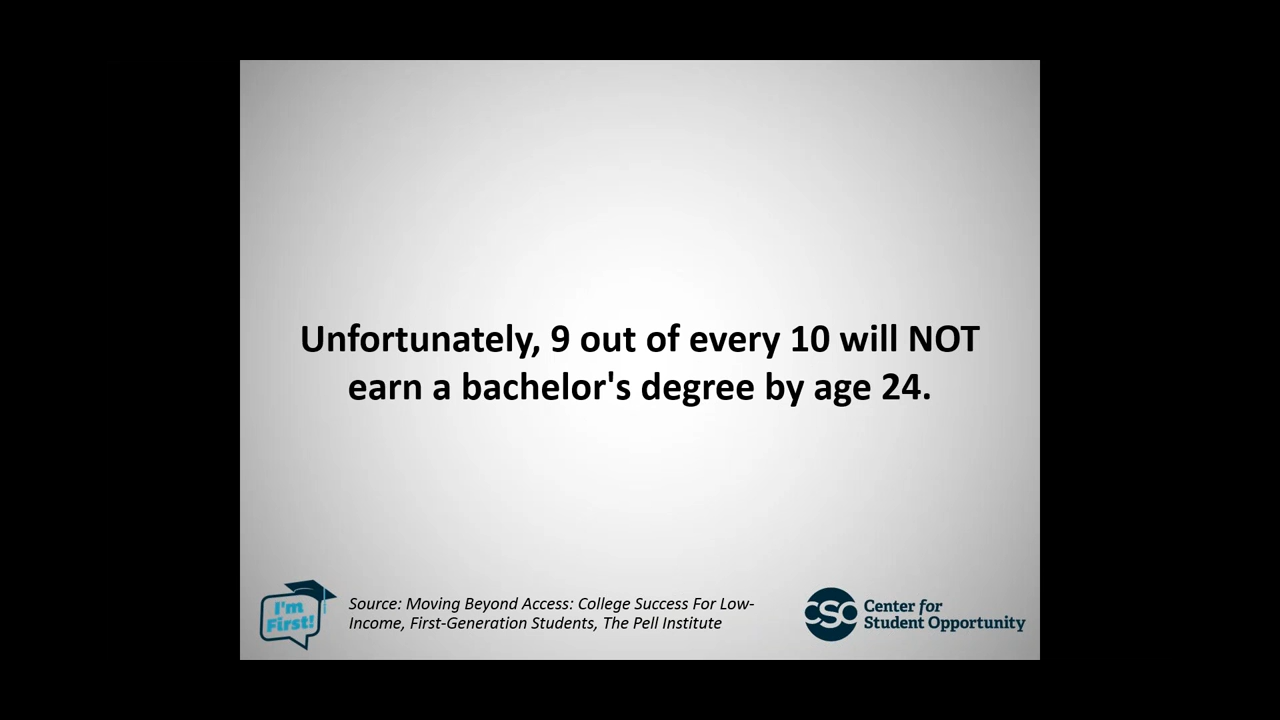 Unfortunately, 9 out of every 10 will NOT
earn a bachelor's degree by age 24.
I'm
First!
Source: Moving Beyond Access: College Success For Low-
Income, First-Generation Students, The Pell Institute
CSO
Center for
Student Opportunity